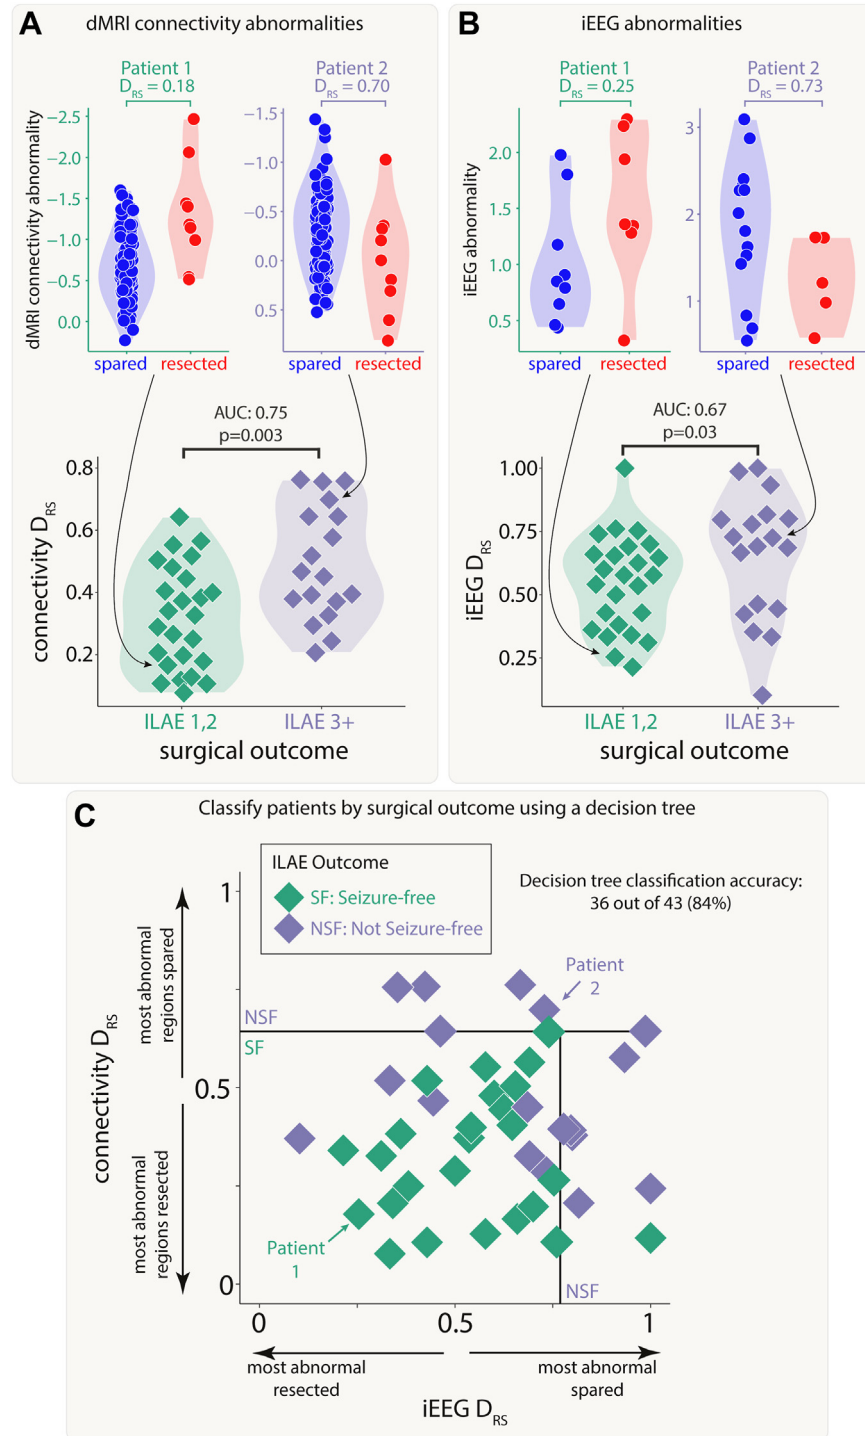 A
dMRI connectivity abnormalities
Patient 1
D_RS = 0.18
Patient 2
D_RS = 0.70
dMRI connectivity abnormality
−2.5
−2.0
−1.5
−1.0
−0.5
0.0
−1.5
−1.0
−0.5
0.0
0.5
spared
resected
spared
resected
AUC: 0.75
p=0.003
connectivity D_RS
0.8
0.6
0.4
0.2
ILAE 1,2
ILAE 3+
surgical outcome
B
iEEG abnormalities
Patient 1
D_RS = 0.25
Patient 2
D_RS = 0.73
iEEG abnormality
2.0
1.5
1.0
0.5
3
2
1
spared
resected
spared
resected
AUC: 0.67
p=0.03
iEEG D_RS
1.00
0.75
0.50
0.25
ILAE 1,2
ILAE 3+
surgical outcome
C
Classify patients by surgical outcome using a decision tree
ILAE Outcome
SF: Seizure-free
NSF: Not Seizure-free
Decision tree classification accuracy:
36 out of 43 (84%)
connectivity D_RS
most abnormal
regions spared
most abnormal
regions resected
1
0.5
0
NSF
SF
Patient
2
Patient
1
NSF
0
0.5
1
most abnormal
resected
most abnormal
spared
iEEG D_RS